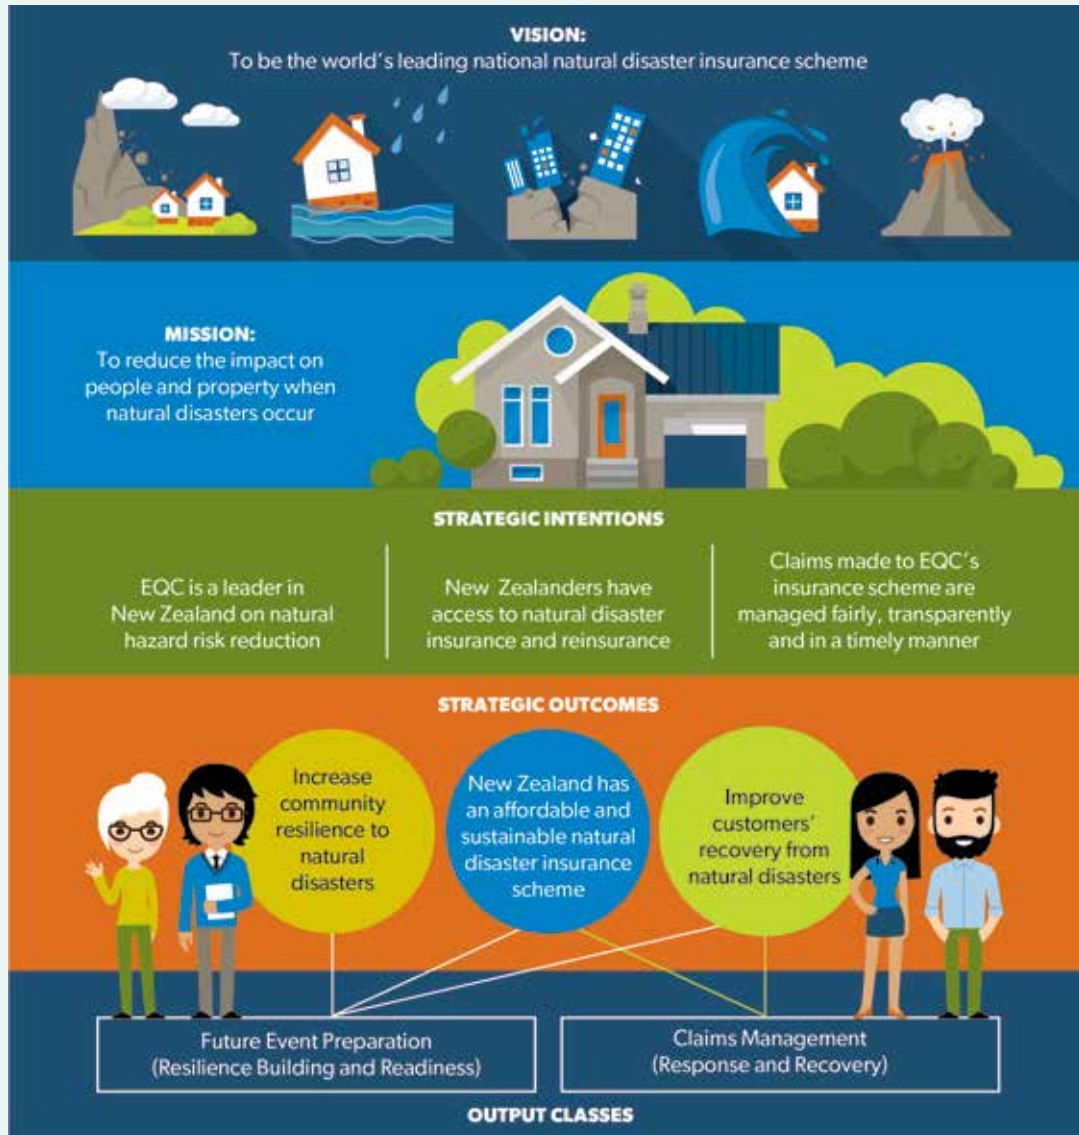 VISION:
To be the world's leading national natural disaster insurance scheme
MISSION:
To reduce the impact on
people and property when
natural disasters occur
STRATEGIC INTENTIONS
EQC is a leader in
New Zealand on natural
hazard risk reduction
New Zealanders have
access to natural disaster
insurance and reinsurance
Claims made to EQC's
insurance scheme are
managed fairly, transparently
and in a timely manner
STRATEGIC OUTCOMES
Increase
community
resilience to
natural
disasters
New Zealand has
an affordable and
sustainable natural
disaster insurance
scheme
Improve
customers'
recovery from
natural disasters
Future Event Preparation
(Resilience Building and Readiness)
Claims Management
(Response and Recovery)
OUTPUT CLASSES